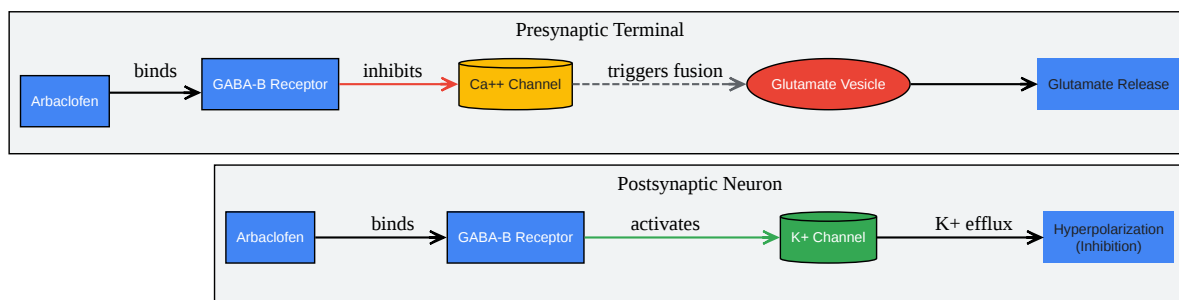 Presynaptic Terminal
Arbaclofen
binds
GABA-B Receptor
inhibits
Ca++ Channel
triggers fusion
Glutamate Vesicle
Glutamate Release
Postsynaptic Neuron
Arbaclofen
binds
GABA-B Receptor
activates
K+ Channel
K+ efflux
Hyperpolarization
(Inhibition)